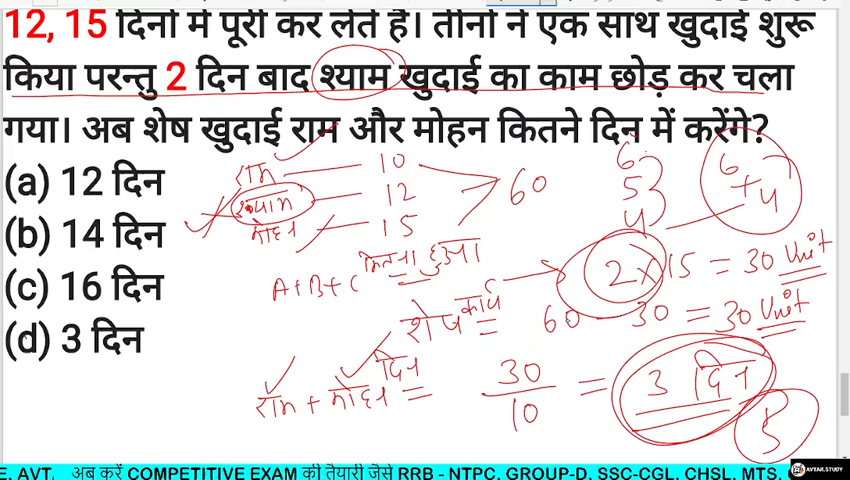 12, 15 दिनों में पूरी कर लेते है। तीनों ने एक साथ खुदाई शुरू
किया परन्तु 2 दिन बाद श्याम खुदाई का काम छोड़ कर चला
गया। अब शेष खुदाई राम और मोहन कितने दिन में करेंगे?
(a) 12 दिन
(b) 14 दिन
(c) 16 दिन
(d) 3 दिन
राम 10
श्याम 12
मोहन 15
60
6
5
4
6 + 4
A+B+C कितना हुआ
2 × 15 = 30 Unit
शेष कार्य = 60 - 30 = 30 Unit
राम + मोहन दिन = 30/10 = 3 दिन
E, AVT. अब करें COMPETITIVE EXAM की तैयारी जैसे RRB - NTPC, GROUP-D, SSC-CGL, CHSL, MTS,
AVTAR.STUDY